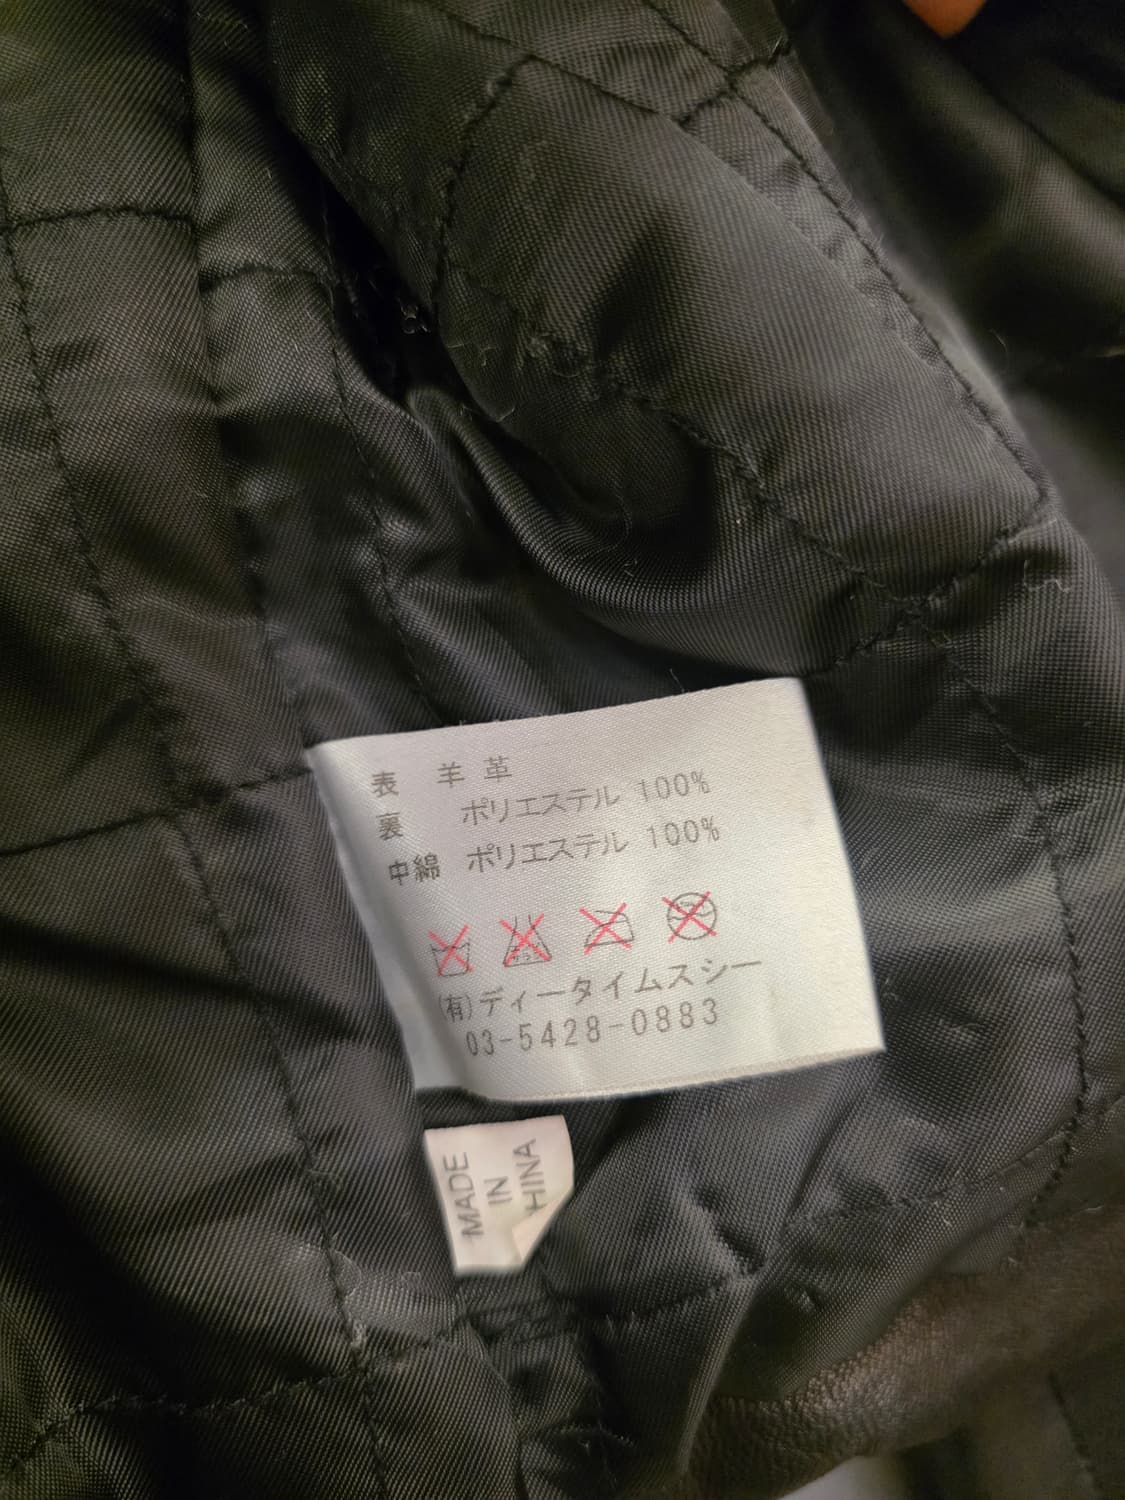 表 羊革
裏 ポリエステル 100%
中綿 ポリエステル 100%
(有)ディータイムスシー
03-5428-0883
MADE
IN
HINA